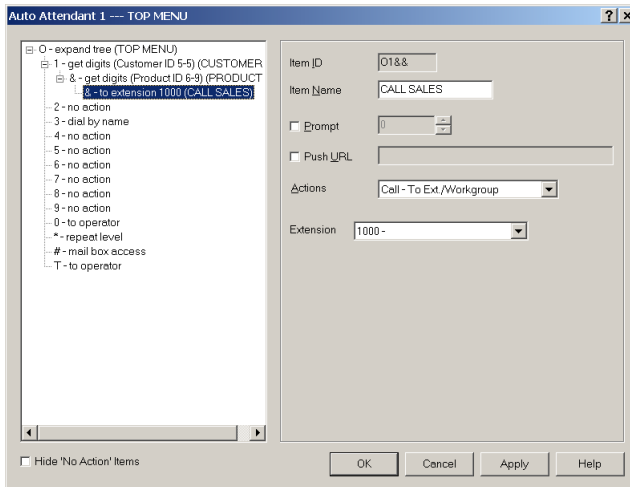 Auto Attendant 1 --- TOP MENU
O - expand tree (TOP MENU)
1 - get digits (Customer ID 5-5) (CUSTOMER
& - get digits (Product ID 6-9) (PRODUCT
& - to extension 1000 (CALL SALES)
2 - no action
3 - dial by name
4 - no action
5 - no action
6 - no action
7 - no action
8 - no action
9 - no action
0 - to operator
* - repeat level
# - mail box access
T - to operator
Hide 'No Action' Items
Item ID O1&&
Item Name CALL SALES
Prompt 0
Push URL
Actions Call - To Ext./Workgroup
Extension 1000 -
OK Cancel Apply Help